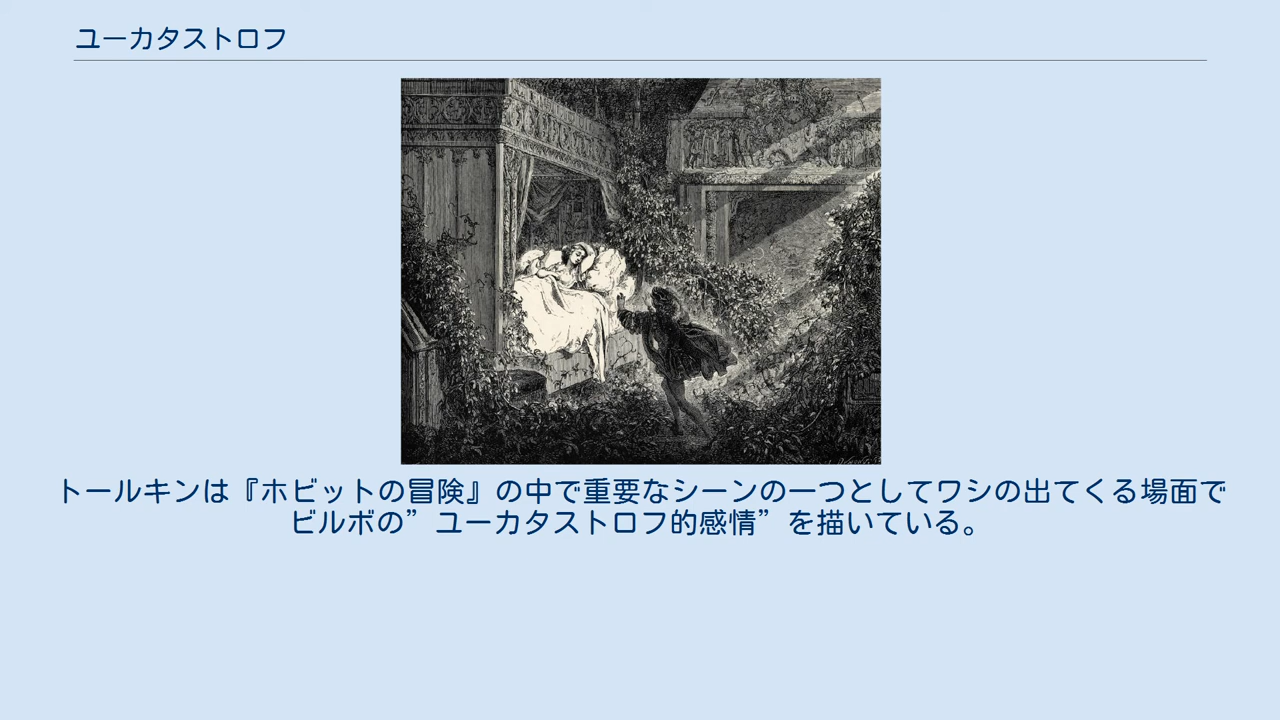 ユーカタストロフ
トールキンは『ホビットの冒険』の中で重要なシーンの一つとしてワシの出てくる場面で
ビルボの”ユーカタストロフ的感情”を描いている。